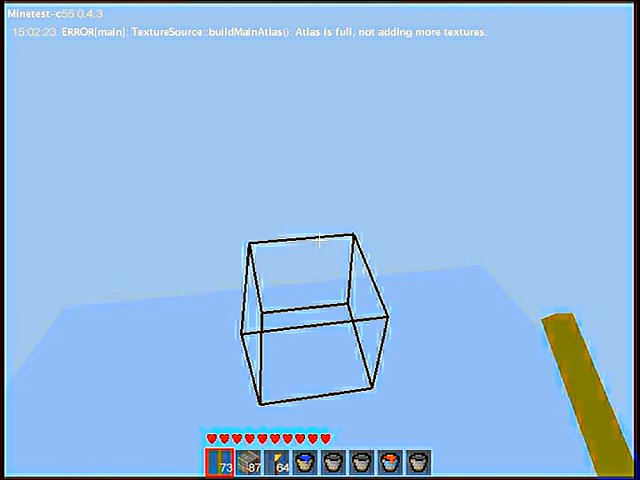 Minetest-c55 0.4.3
15:02:23: ERROR[main]: TextureSource::buildMainAtlas(): Atlas is full, not adding more textures.
73 87 64